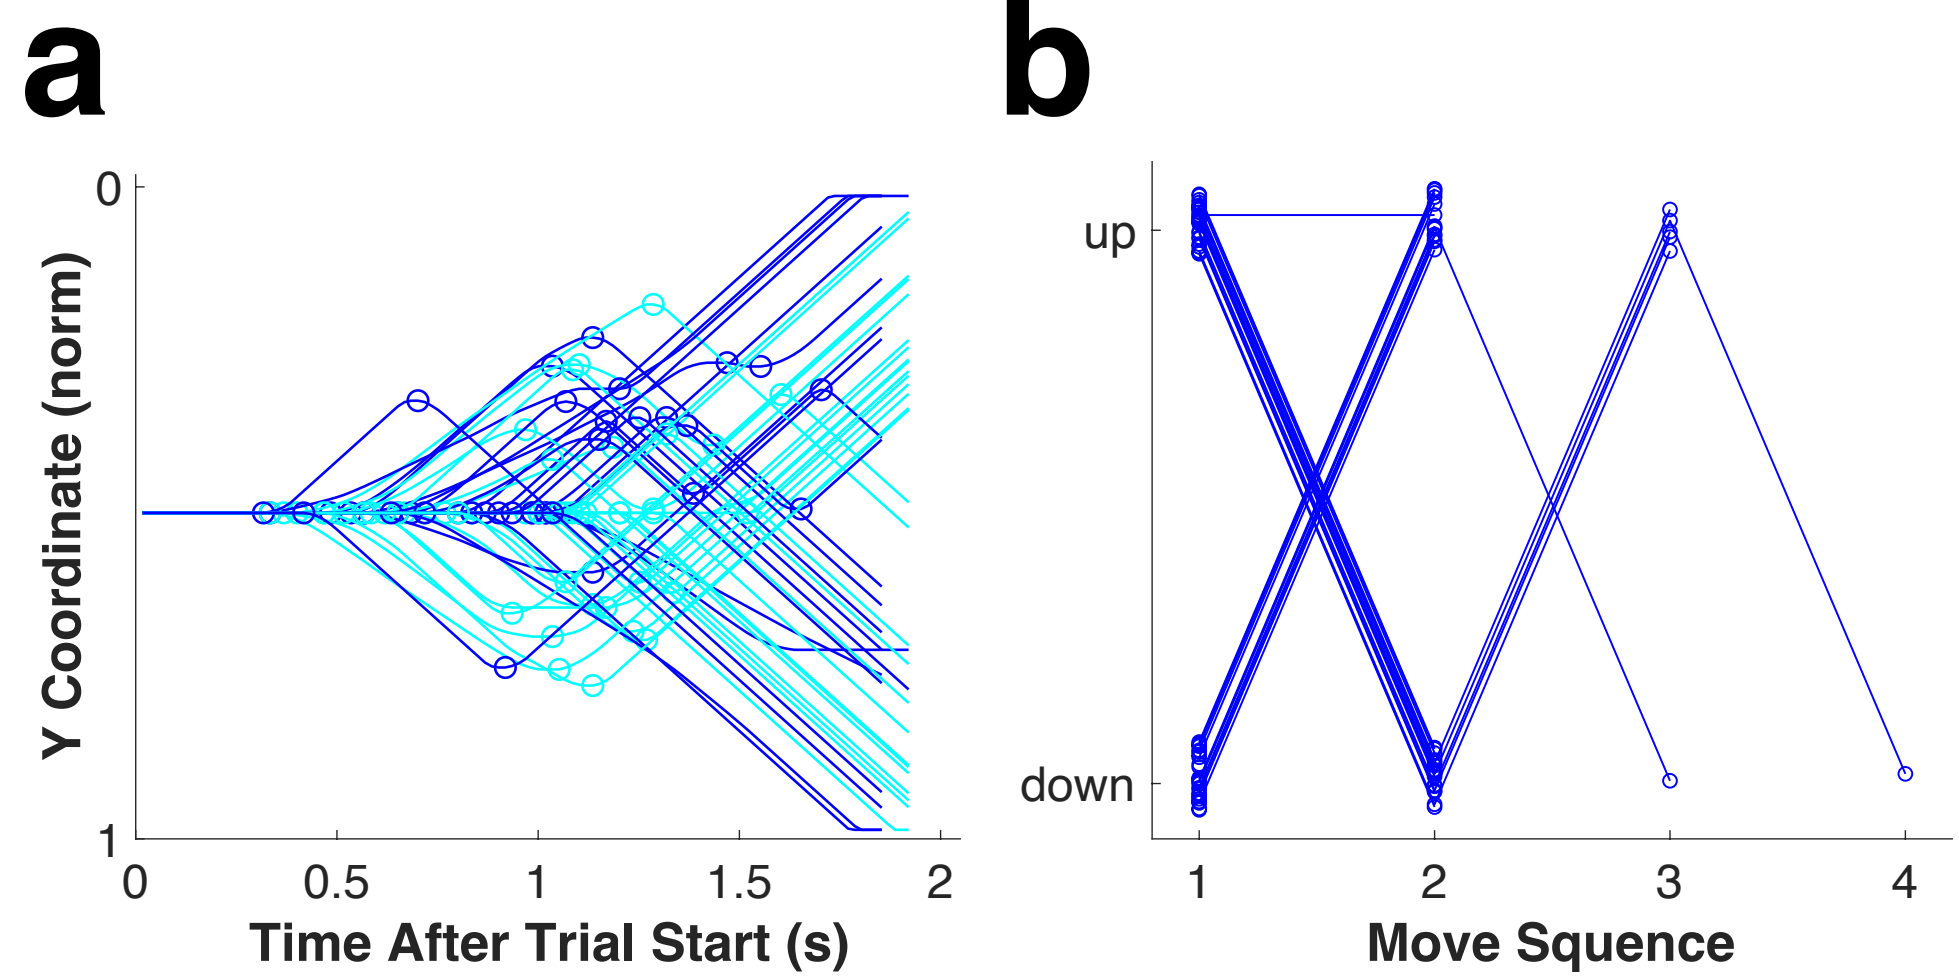 a
b
0
1
Y Coordinate (norm)
0 0.5 1 1.5 2
Time After Trial Start (s)
up
down
1 2 3 4
Move Squence